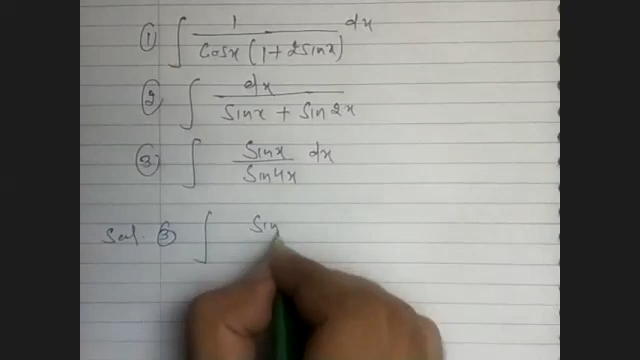 ① ∫ 1 / cosx (1 + 2sinx) dx
② ∫ dx / sinx + sin2x
③ ∫ sinx / sin4x dx
Sol. ③ ∫ sin